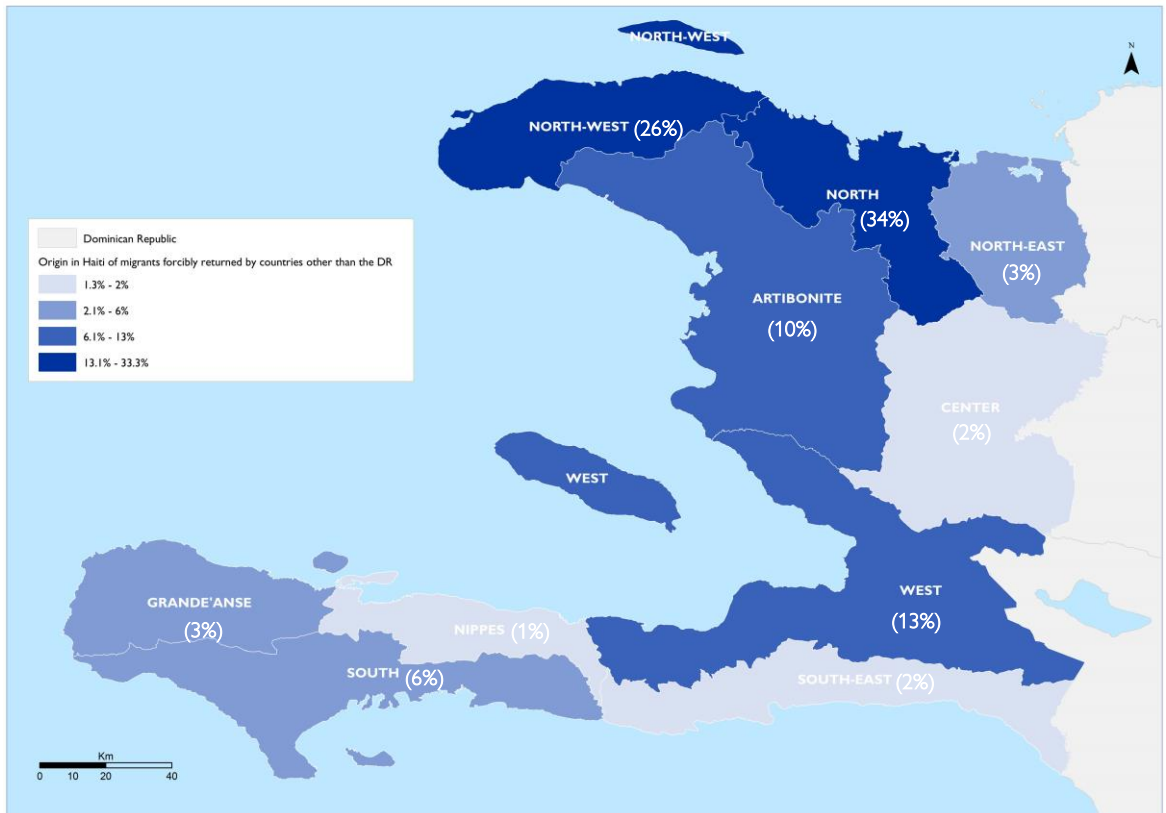 NORTH-WEST
N
NORTH-WEST (26%)
NORTH
(34%)
NORTH-EAST
(3%)
Dominican Republic
Origin in Haiti of migrants forcibly returned by countries other than the DR
1.3% - 2%
2.1% - 6%
6.1% - 13%
13.1% - 33.3%
ARTIBONITE
(10%)
CENTER
(2%)
WEST
GRANDE'ANSE
(3%)
NIPPES (1%)
WEST
(13%)
SOUTH (6%)
SOUTH-EAST (2%)
Km
0 10 20 40